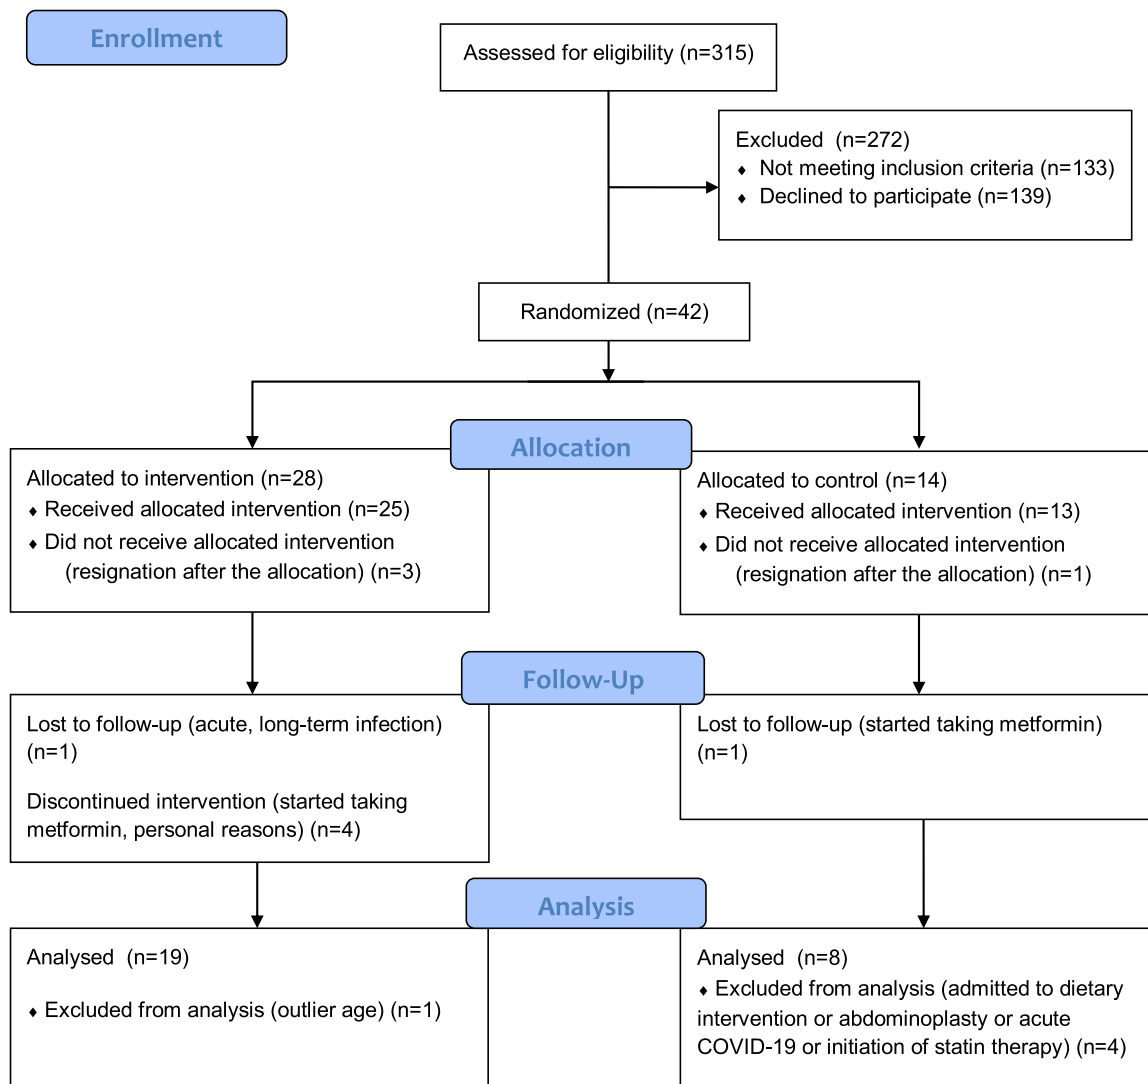 Enrollment
Assessed for eligibility (n=315)
Excluded (n=272)
♦ Not meeting inclusion criteria (n=133)
♦ Declined to participate (n=139)
Randomized (n=42)
Allocation
Allocated to intervention (n=28)
♦ Received allocated intervention (n=25)
♦ Did not receive allocated intervention
(resignation after the allocation) (n=3)
Allocated to control (n=14)
♦ Received allocated intervention (n=13)
♦ Did not receive allocated intervention
(resignation after the allocation) (n=1)
Follow-Up
Lost to follow-up (acute, long-term infection)
(n=1)
Discontinued intervention (started taking
metformin, personal reasons) (n=4)
Lost to follow-up (started taking metformin)
(n=1)
Analysis
Analysed (n=19)
♦ Excluded from analysis (outlier age) (n=1)
Analysed (n=8)
♦ Excluded from analysis (admitted to dietary
intervention or abdominoplasty or acute
COVID-19 or initiation of statin therapy) (n=4)